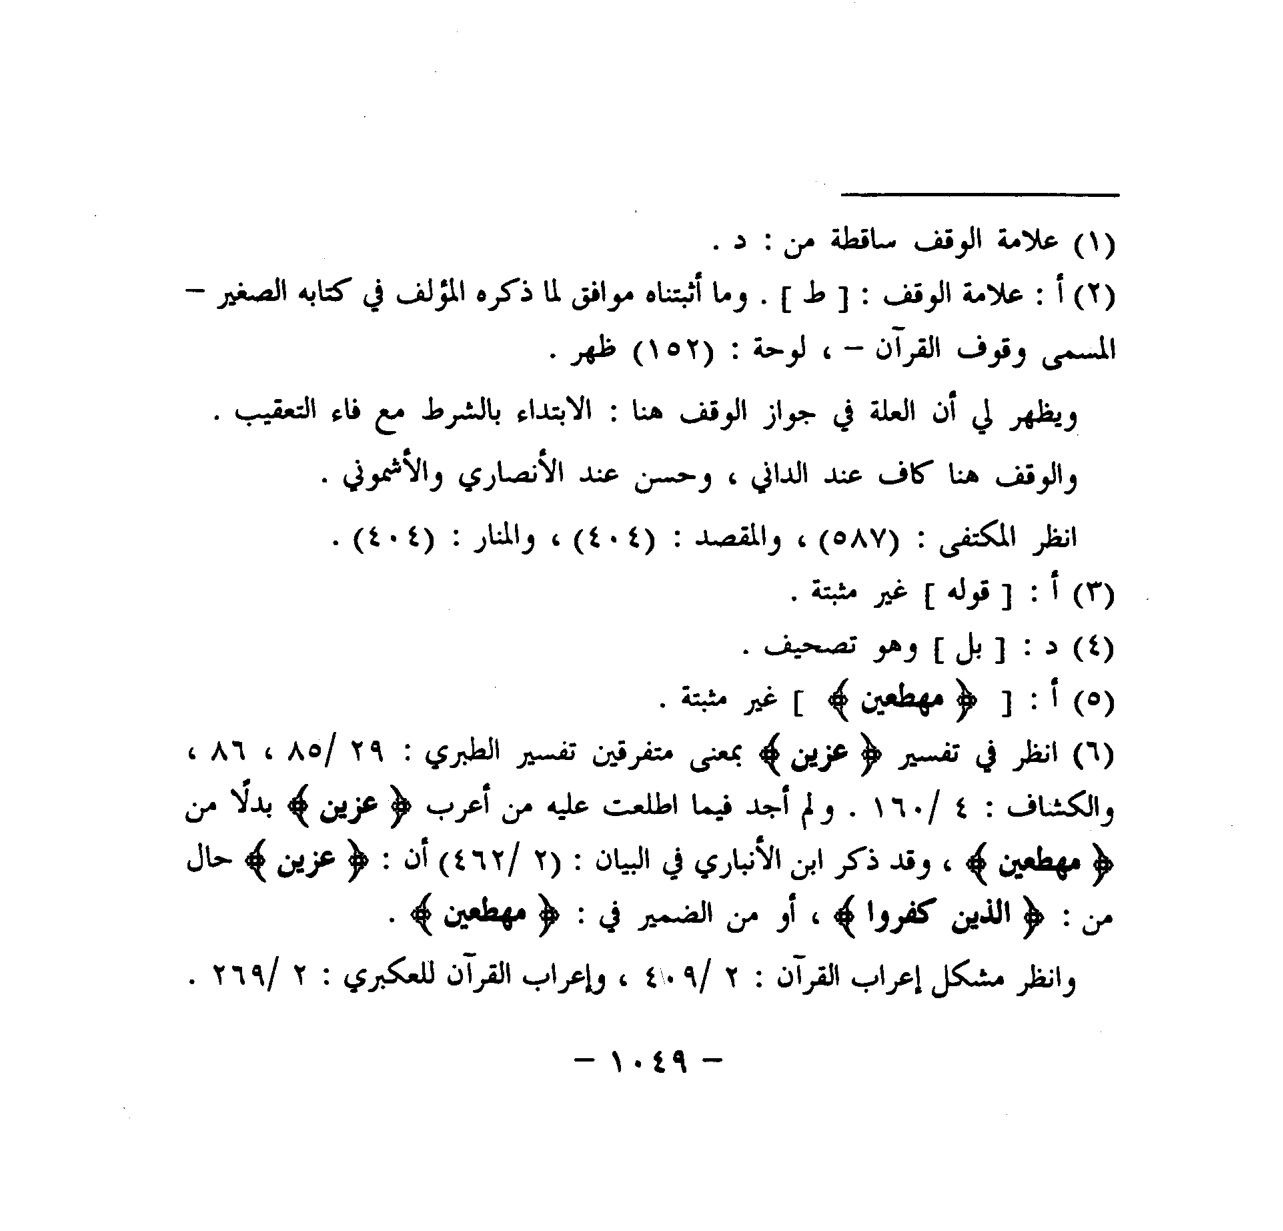 (١) علامة الوقف ساقطة من : د .
(٢) أ : علامة الوقف : [ ط ] . وما أثبتناه موافق لما ذكره المؤلف في كتابه الصغير –
المسمى وقوف القرآن – ، لوحة : (١٥٢) ظهر .
ويظهر لي أن العلة في جواز الوقف هنا : الابتداء بالشرط مع فاء التعقيب .
والوقف هنا كاف عند الداني ، وحسن عند الأنصاري والأشموني .
انظر المكتفى : (٥٨٧) ، والمقصد : (٤٠٤) ، والمنار : (٤٠٤) .
(٣) أ : [ قوله ] غير مثبتة .
(٤) د : [ بل ] وهو تصحيف .
(٥) أ : [ ﴿ مهطعين ﴾ ] غير مثبتة .
(٦) انظر في تفسير ﴿ عزين ﴾ بمعنى متفرقين تفسير الطبري : ٢٩ /٨٥ ، ٨٦ ،
والكشاف : ٤ /١٦٠ . ولم أجد فيما اطلعت عليه من أعرب ﴿ عزين ﴾ بدلًا من
﴿ مهطعين ﴾ ، وقد ذكر ابن الأنباري في البيان : (٢ /٤٦٢) أن : ﴿ عزين ﴾ حال
من : ﴿ الذين كفروا ﴾ ، أو من الضمير في : ﴿ مهطعين ﴾ .
وانظر مشكل إعراب القرآن : ٢ /٤٠٩ ، وإعراب القرآن للعكبري : ٢ /٢٦٩ .
– ١٠٤٩ –